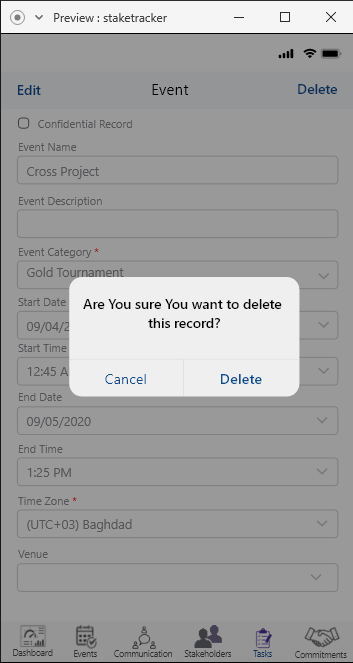 Preview : staketracker
Edit
Event
Delete
Confidential Record
Event Name
Cross Project
Event Description
Event Category *
Gold Tournament
Are You sure You want to delete
this record?
Start Date
09/04/2
Start Time
12:45 A
Cancel
Delete
End Date
09/05/2020
End Time
1:25 PM
Time Zone *
(UTC+03) Baghdad
Venue
Dashboard
Events
Communication
Stakeholders
Tasks
Commitments